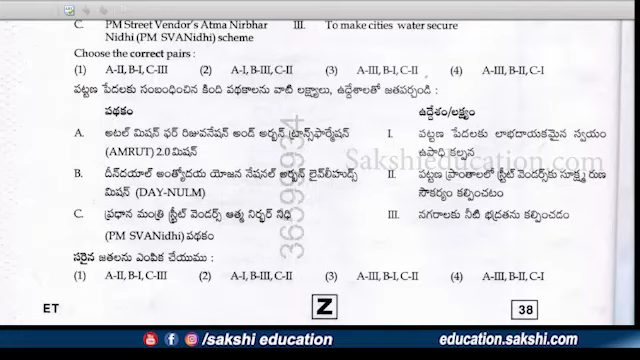 C. PM Street Vendor's Atma Nirbhar III. To make cities water secure
Nidhi (PM SVANidhi) scheme
Choose the correct pairs :
(1) A-II, B-I, C-III (2) A-I, B-III, C-II (3) A-III, B-I, C-II (4) A-III, B-II, C-I
పట్టణ పేదలకు సంబంధించిన కింది పథకాలను వాటి లక్ష్యాలు, ఉద్దేశాలతో జతపర్చండి :
పథకం ఉద్దేశం/లక్ష్యం
A. అటల్ మిషన్ ఫర్ రిజువనేషన్ అండ్ అర్బన్ ట్రాన్స్‌ఫార్మేషన్ I. పట్టణ పేదలకు లాభదాయకమైన స్వయం
(AMRUT) 2.0 మిషన్ ఉపాధి కల్పన
B. దీన్‌దయాల్ అంత్యోదయ యోజన నేషనల్ అర్బన్ లైవ్‌లీహుడ్స్ II. పట్టణ ప్రాంతాలలో స్ట్రీట్ వెండర్స్‌కు సూక్ష్మ రుణ
మిషన్ (DAY-NULM) సౌకర్యం కల్పించటం
C. ప్రధాన మంత్రి స్ట్రీట్ వెండర్స్ ఆత్మ నిర్భర్ నిధి III. నగరాలకు నీటి భద్రతను కల్పించడం
(PM SVANidhi) పథకం
సరైన జతలను ఎంపిక చేయుము :
(1) A-II, B-I, C-III (2) A-I, B-III, C-II (3) A-III, B-I, C-II (4) A-III, B-II, C-I
Sakshieducation.com
36599934
ET Z 38
/sakshi education education.sakshi.com